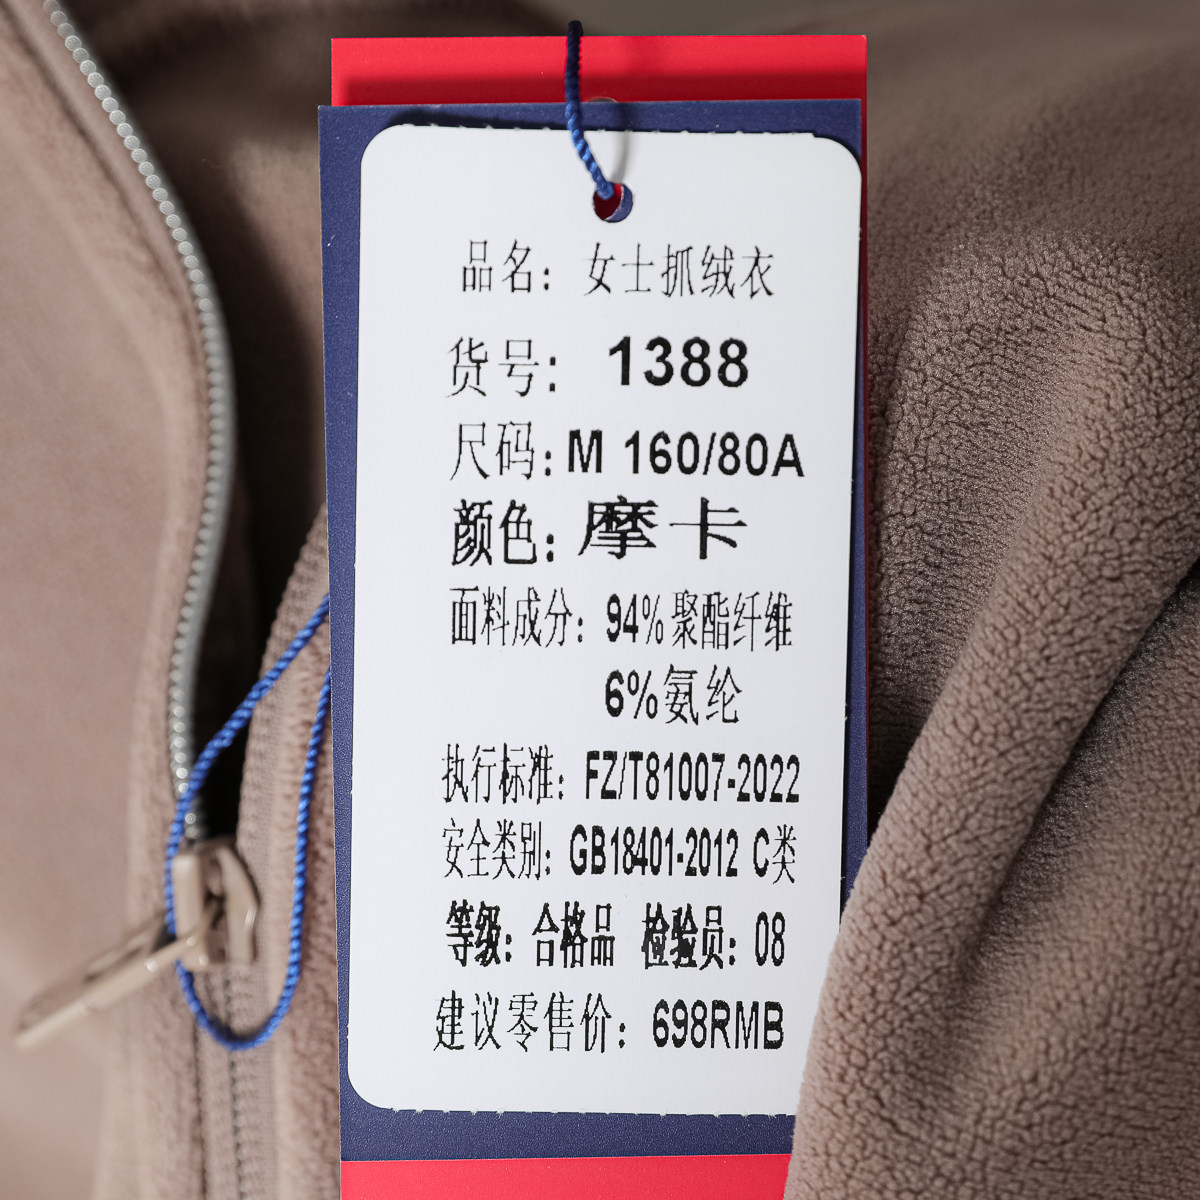 品名：女士抓绒衣
货号：1388
尺码：M 160/80A
颜色：摩卡
面料成分：94%聚酯纤维
6%氨纶
执行标准：FZ/T81007-2022
安全类别：GB18401-2012 C类
等级：合格品 检验员：08
建议零售价：698RMB